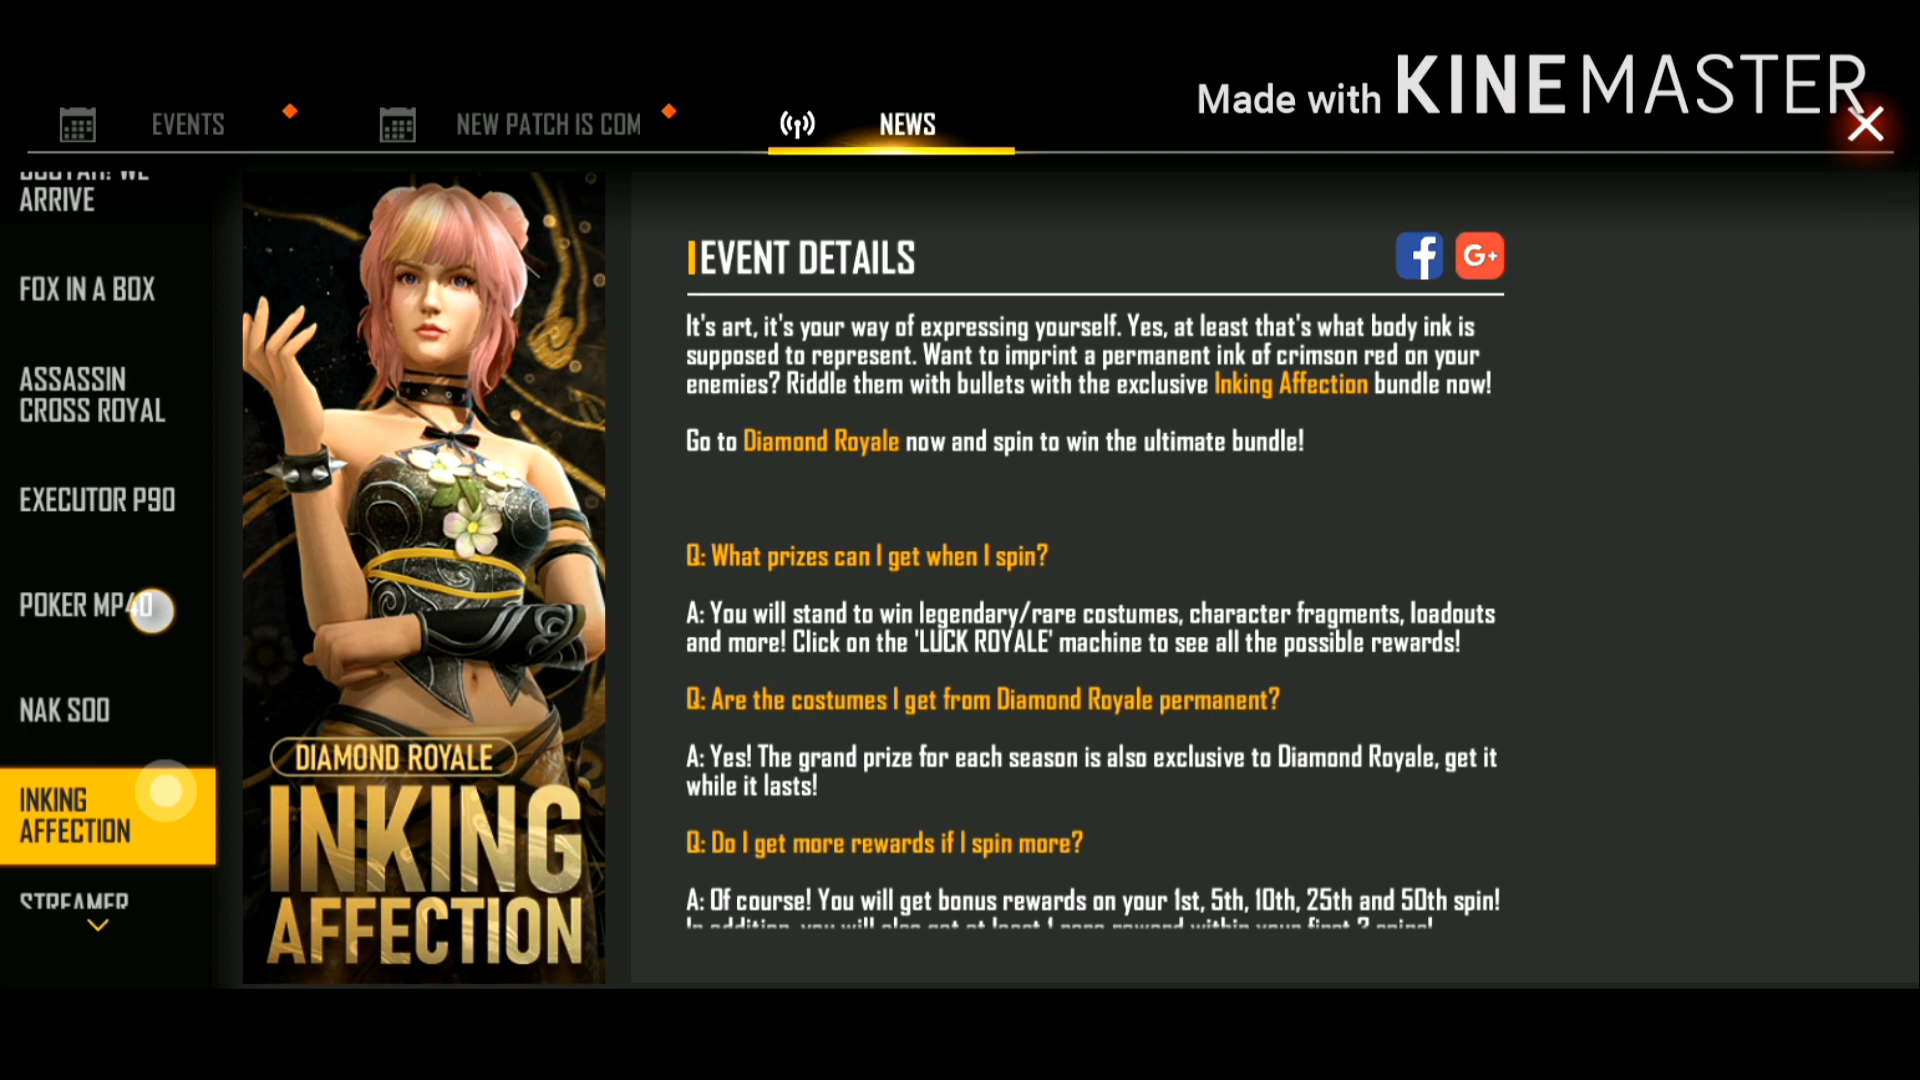 Made with KINEMASTER
EVENTS
NEW PATCH IS COM
NEWS
ARRIVE
FOX IN A BOX
ASSASSIN
CROSS ROYAL
EXECUTOR P90
POKER MP40
NAK SOO
INKING
AFFECTION
STREAMER
DIAMOND ROYALE
INKING
AFFECTION
EVENT DETAILS
f
G+
It's art, it's your way of expressing yourself. Yes, at least that's what body ink is
supposed to represent. Want to imprint a permanent ink of crimson red on your
enemies? Riddle them with bullets with the exclusive Inking Affection bundle now!
Go to Diamond Royale now and spin to win the ultimate bundle!
Q: What prizes can I get when I spin?
A: You will stand to win legendary/rare costumes, character fragments, loadouts
and more! Click on the 'LUCK ROYALE' machine to see all the possible rewards!
Q: Are the costumes I get from Diamond Royale permanent?
A: Yes! The grand prize for each season is also exclusive to Diamond Royale, get it
while it lasts!
Q: Do I get more rewards if I spin more?
A: Of course! You will get bonus rewards on your 1st, 5th, 10th, 25th and 50th spin!